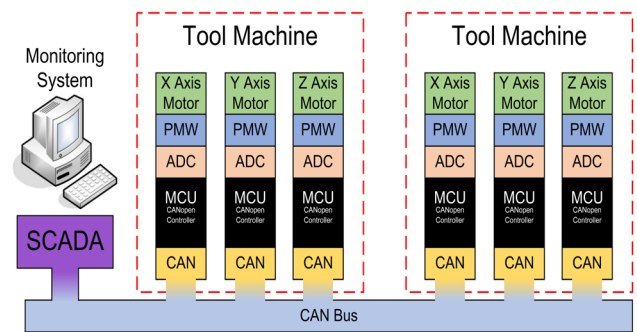 Monitoring
System
SCADA
Tool Machine
X Axis
Motor
PMW
ADC
MCU
CANopen
Controller
CAN
Y Axis
Motor
PMW
ADC
MCU
CANopen
Controller
CAN
Z Axis
Motor
PMW
ADC
MCU
CANopen
Controller
CAN
Tool Machine
X Axis
Motor
PMW
ADC
MCU
CANopen
Controller
CAN
Y Axis
Motor
PMW
ADC
MCU
CANopen
Controller
CAN
Z Axis
Motor
PMW
ADC
MCU
CANopen
Controller
CAN
CAN Bus